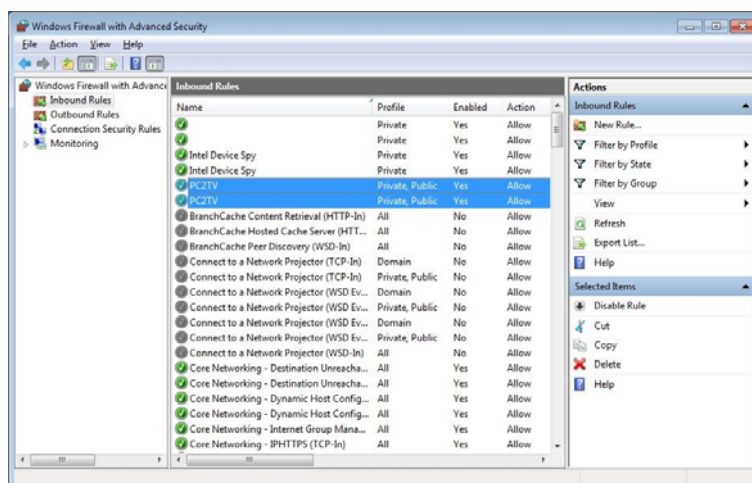 Windows Firewall with Advanced Security
File Action View Help
Windows Firewall with Advance
Inbound Rules
Outbound Rules
Connection Security Rules
Monitoring
Inbound Rules
Name Profile Enabled Action
Private Yes Allow
Private Yes Allow
Intel Device Spy Private Yes Allow
Intel Device Spy Private Yes Allow
PC2TV Private, Public Yes Allow
PC2TV Private, Public Yes Allow
BranchCache Content Retrieval (HTTP-In) All No Allow
BranchCache Hosted Cache Server (HTT... All No Allow
BranchCache Peer Discovery (WSD-In) All No Allow
Connect to a Network Projector (TCP-In) Domain No Allow
Connect to a Network Projector (TCP-In) Private, Public No Allow
Connect to a Network Projector (WSD Ev... Domain No Allow
Connect to a Network Projector (WSD Ev... Private, Public No Allow
Connect to a Network Projector (WSD Ev... Domain No Allow
Connect to a Network Projector (WSD Ev... Private, Public No Allow
Connect to a Network Projector (WSD-In) All No Allow
Core Networking - Destination Unreacha... All Yes Allow
Core Networking - Destination Unreacha... All Yes Allow
Core Networking - Dynamic Host Config... All Yes Allow
Core Networking - Dynamic Host Config... All Yes Allow
Core Networking - Internet Group Mana... All Yes Allow
Core Networking - IPHTTPS (TCP-In) All Yes Allow
Actions
Inbound Rules
New Rule...
Filter by Profile
Filter by State
Filter by Group
View
Refresh
Export List...
Help
Selected Items
Disable Rule
Cut
Copy
Delete
Help